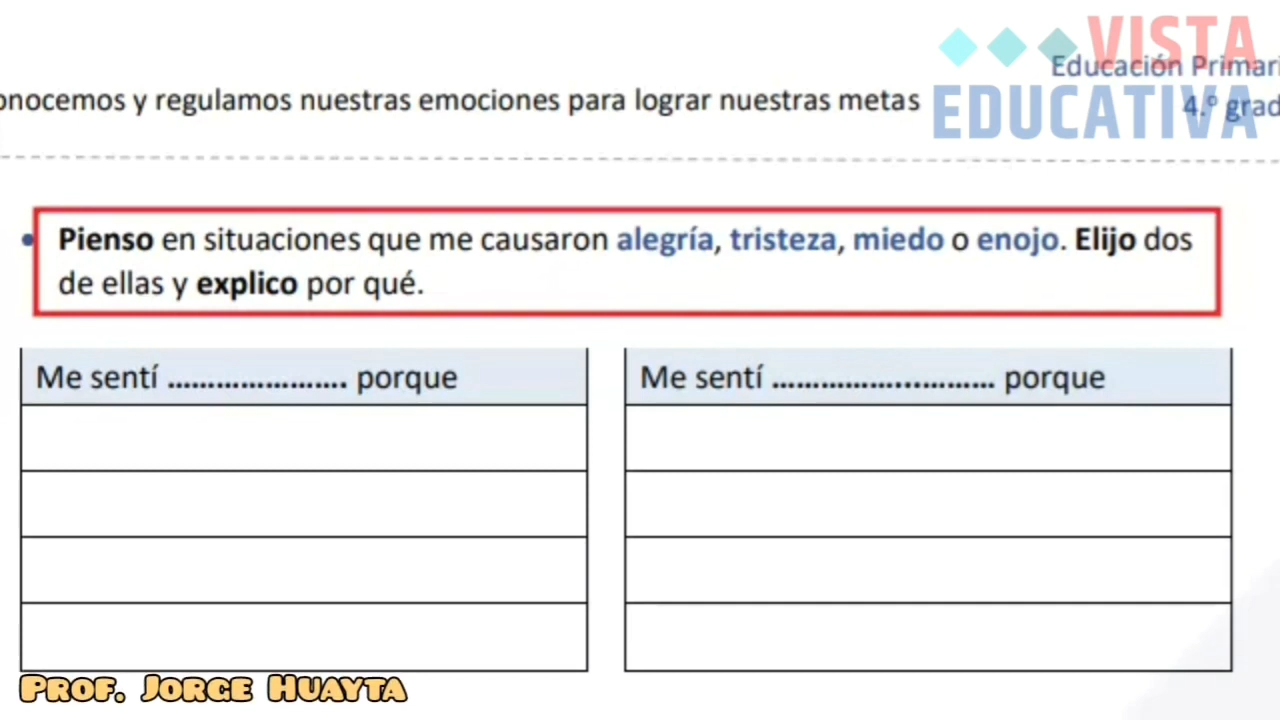 VISTA
EDUCATIVA
Educación Primari
onocemos y regulamos nuestras emociones para lograr nuestras metas
4.º grad
• Pienso en situaciones que me causaron alegría, tristeza, miedo o enojo. Elijo dos
de ellas y explico por qué.
Me sentí ...................... porque
Me sentí ........................... porque
PROF. JORGE HUAYTA